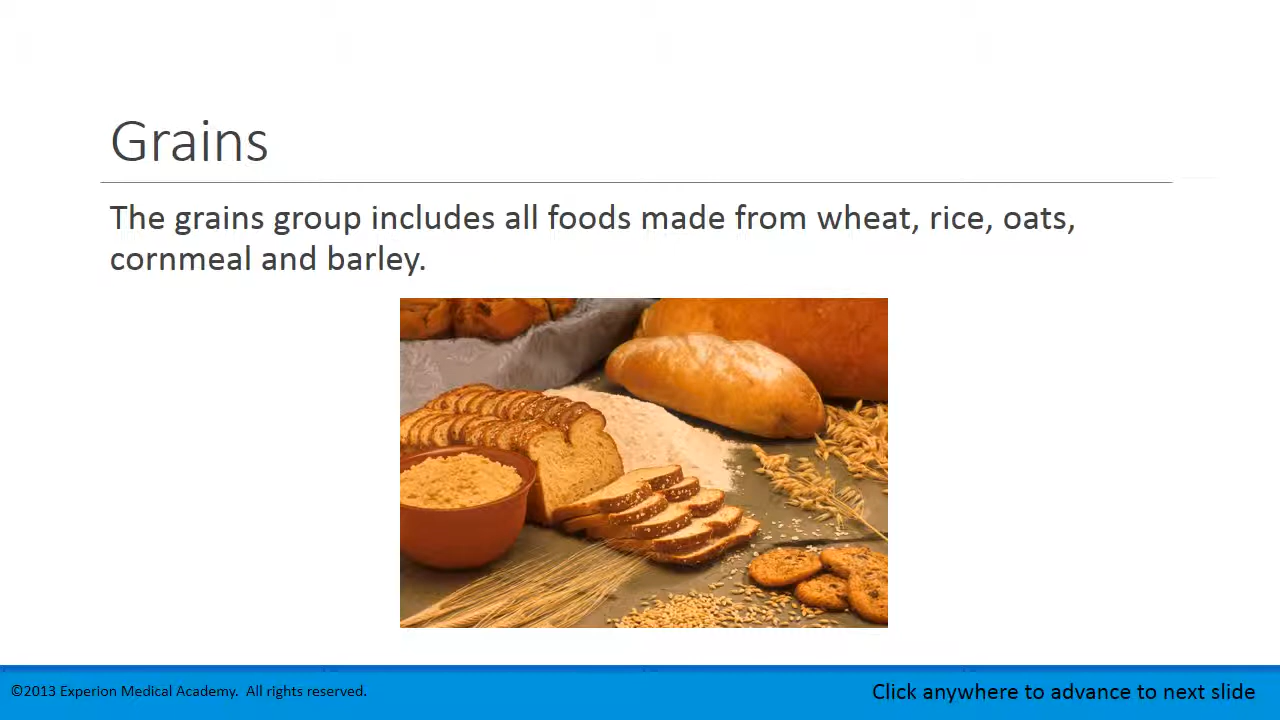 Grains
The grains group includes all foods made from wheat, rice, oats,
cornmeal and barley.
©2013 Experion Medical Academy.  All rights reserved.
Click anywhere to advance to next slide